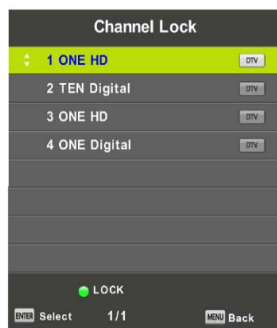 Channel Lock
1 ONE HD DTV
2 TEN Digital DTV
3 ONE HD DTV
4 ONE Digital DTV
LOCK
ENTER Select 1/1 MENU Back